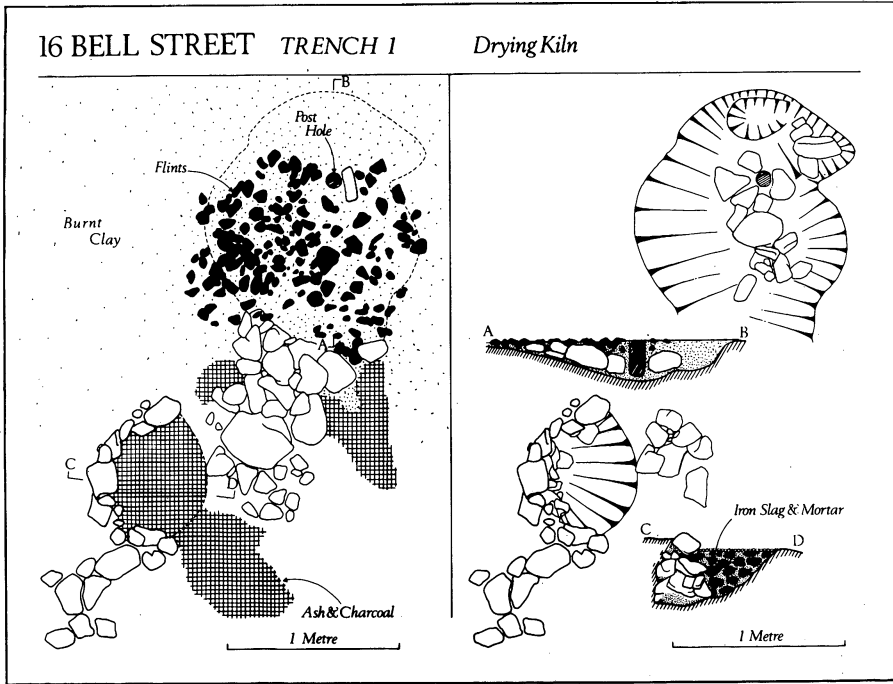 16 BELL STREET TRENCH 1 Drying Kiln
B
Post
Hole
Flints
Burnt
Clay
A
C
D
Ash & Charcoal
1 Metre
A B
Iron Slag & Mortar
C
D
1 Metre